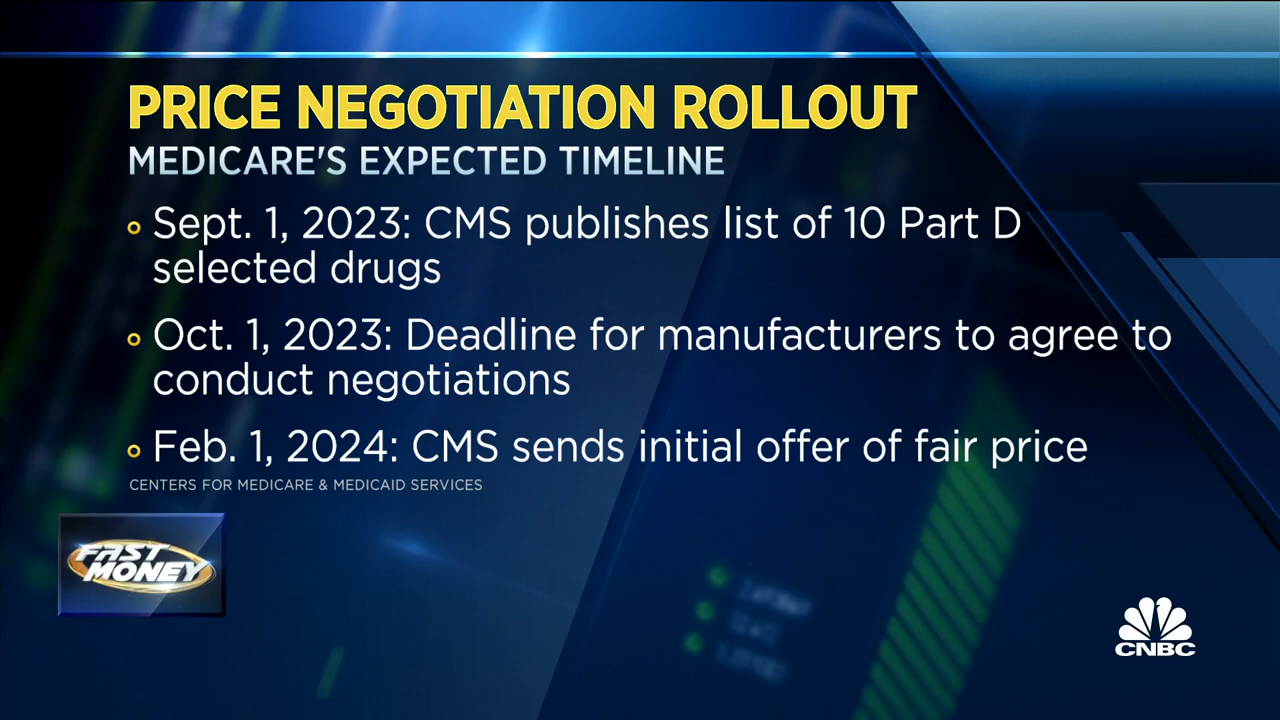 PRICE NEGOTIATION ROLLOUT
MEDICARE'S EXPECTED TIMELINE
Sept. 1, 2023: CMS publishes list of 10 Part D
selected drugs
Oct. 1, 2023: Deadline for manufacturers to agree to
conduct negotiations
Feb. 1, 2024: CMS sends initial offer of fair price
CENTERS FOR MEDICARE & MEDICAID SERVICES
FAST
MONEY
CNBC